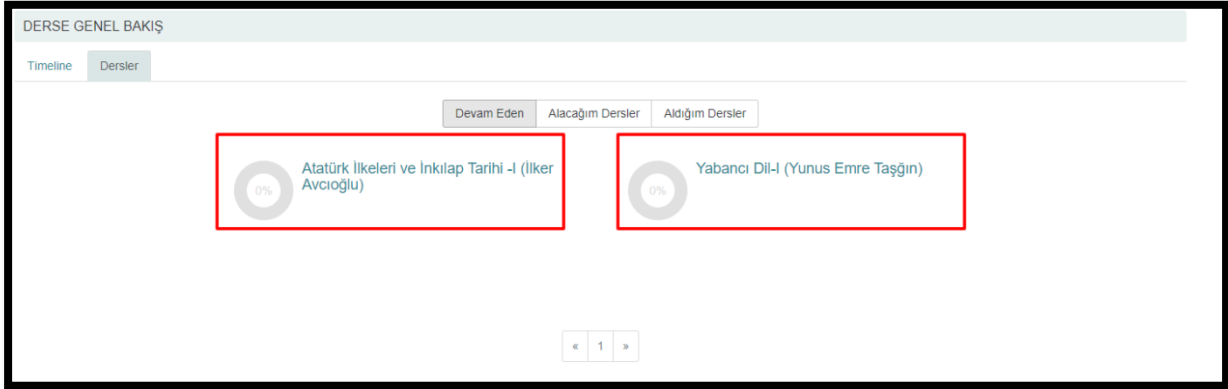 DERSE GENEL BAKIŞ
Timeline Dersler
Devam Eden Alacağım Dersler Aldığım Dersler
0% Atatürk İlkeleri ve İnkılap Tarihi -I (İlker
Avcıoğlu)
0% Yabancı Dil-I (Yunus Emre Taşğın)
« 1 »